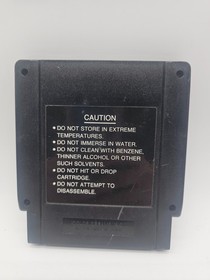 CAUTION
• DO NOT STORE IN EXTREME
TEMPERATURES.
• DO NOT IMMERSE IN WATER.
• DO NOT CLEAN WITH BENZENE,
THINNER ALCOHOL OR OTHER
SUCH SOLVENTS.
• DO NOT HIT OR DROP
CARTRIDGE.
• DO NOT ATTEMPT TO
DISASSEMBLE.